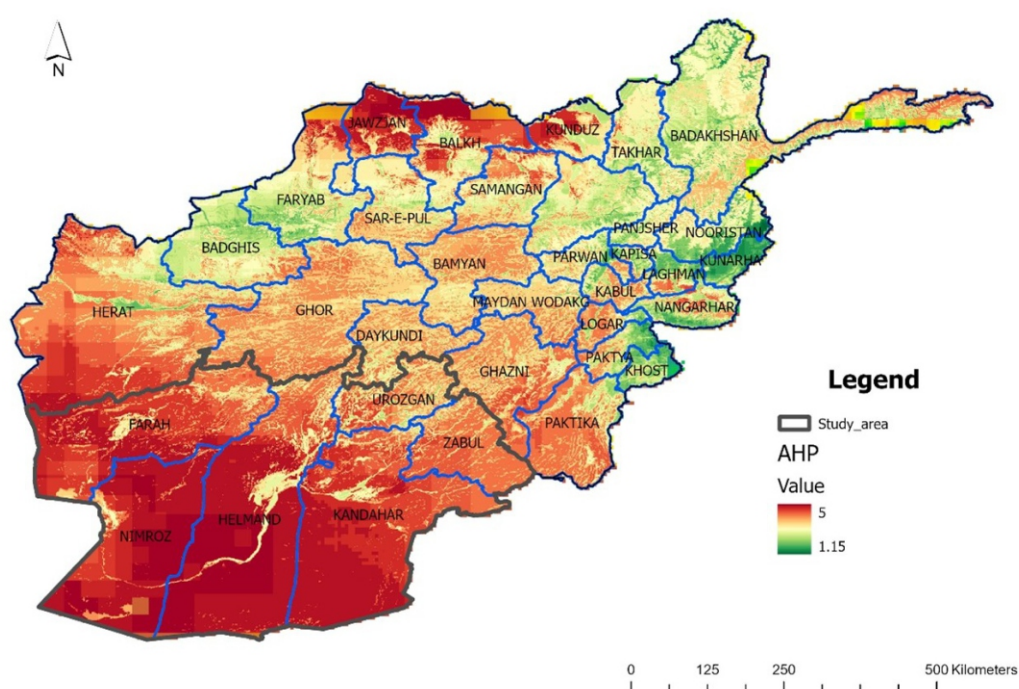 N
JAWZJAN
BALKH
KUNDUZ
TAKHAR
BADAKHSHAN
FARYAB
SAMANGAN
SAR-E-PUL
PANJSHER
NOORISTAN
BADGHIS
BAMYAN
PARWAN
KAPISA
KUNARHA
LAGHMAN
HERAT
GHOR
MAYDAN WODAKG
KABUL
NANGARHAR
DAYKUNDI
LOGAR
GHAZNI
PAKTYA
KHOST
UROZGAN
FARAH
ZABUL
PAKTIKA
NIMROZ
HELMAND
KANDAHAR
Legend
Study_area
AHP
Value
5
1.15
0 125 250 500 Kilometers